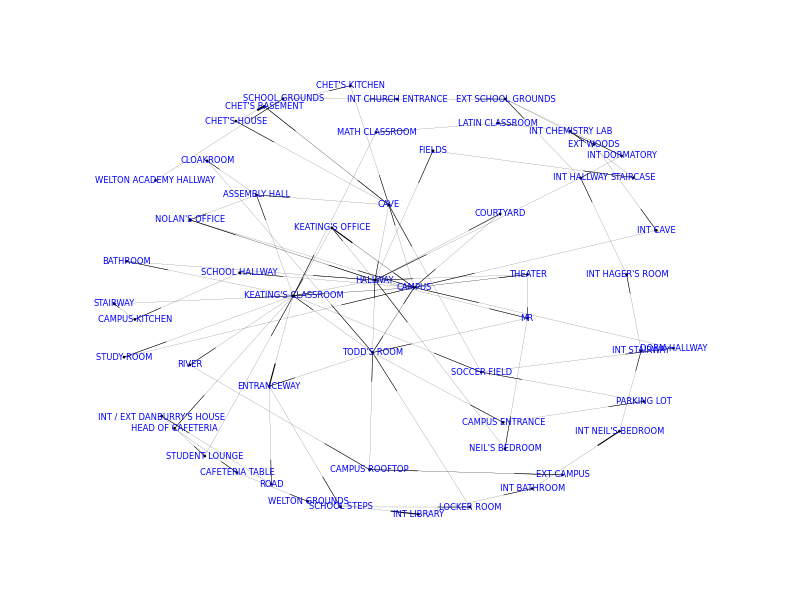 CHET'S KITCHEN
SCHOOL GROUNDS
INT CHURCH ENTRANCE
EXT SCHOOL GROUNDS
CHET'S BASEMENT
CHET'S HOUSE
LATIN CLASSROOM
MATH CLASSROOM
INT CHEMISTRY LAB
EXT WOODS
FIELDS
INT DORMATORY
CLOAKROOM
WELTON ACADEMY HALLWAY
INT HALLWAY STAIRCASE
ASSEMBLY HALL
CAVE
COURTYARD
NOLAN'S OFFICE
KEATING'S OFFICE
INT CAVE
BATHROOM
SCHOOL HALLWAY
HALLWAY
THEATER
INT HAGER'S ROOM
CAMPUS
KEATING'S CLASSROOM
STAIRWAY
CAMPUS KITCHEN
MR
STUDY ROOM
TODD'S ROOM
INT STAIRWAY
DORM HALLWAY
RIVER
SOCCER FIELD
ENTRANCEWAY
PARKING LOT
INT / EXT DANBURRY'S HOUSE
CAMPUS ENTRANCE
HEAD OF CAFETERIA
INT NEIL'S BEDROOM
NEIL'S BEDROOM
STUDENT LOUNGE
CAFETERIA TABLE
CAMPUS ROOFTOP
EXT CAMPUS
ROAD
INT BATHROOM
WELTON GROUNDS
SCHOOL STEPS
LOCKER ROOM
INT LIBRARY